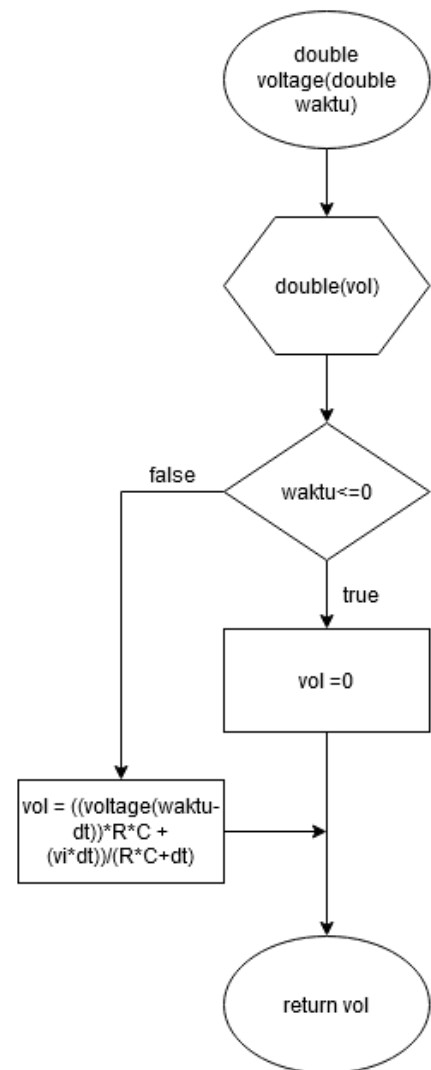 double
voltage(double
waktu)
double(vol)
false
waktu<=0
true
vol =0
vol = ((voltage(waktu-
dt))*R*C +
(vi*dt))/(R*C+dt)
return vol